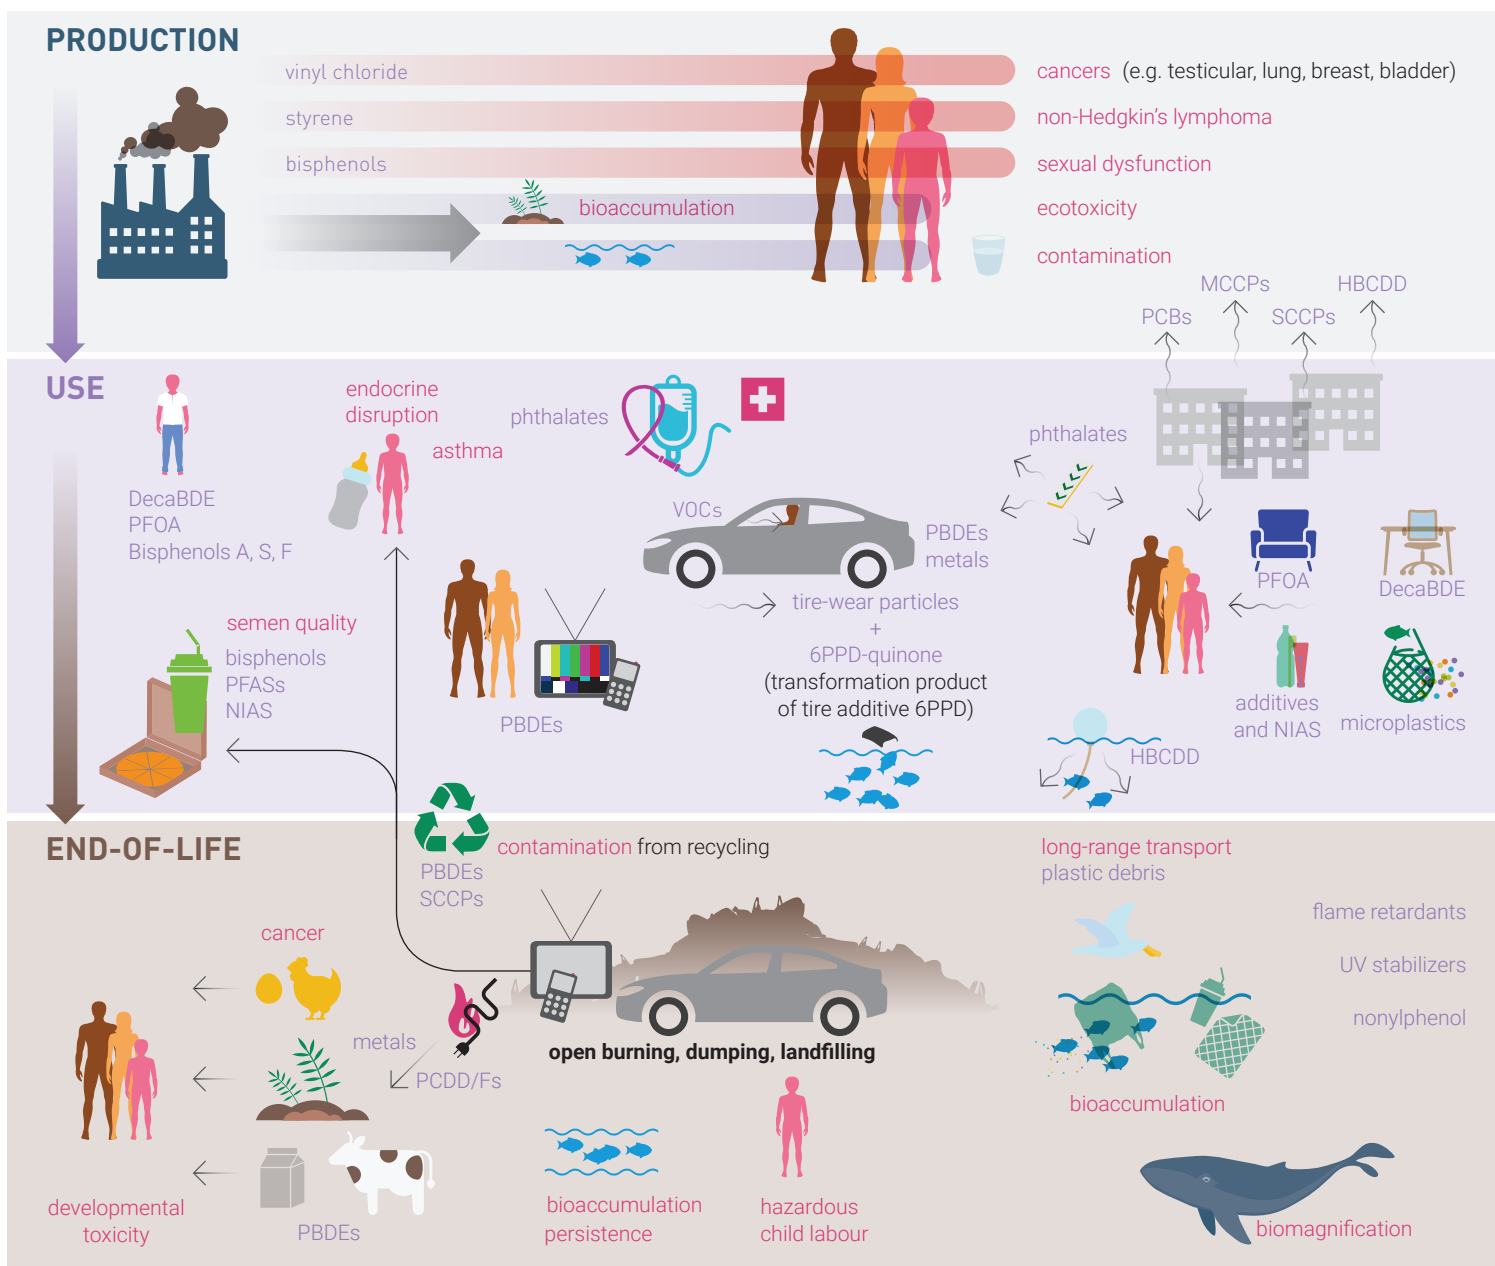 PRODUCTION
vinyl chloride
cancers (e.g. testicular, lung, breast, bladder)
styrene
non-Hedgkin's lymphoma
bisphenols
sexual dysfunction
bioaccumulation
ecotoxicity
contamination
MCCPs
HBCDD
PCBs
SCCPs
USE
endocrine
disruption
asthma
phthalates
phthalates
DecaBDE
PFOA
Bisphenols A, S, F
VOCs
PBDEs
metals
PFOA
DecaBDE
tire-wear particles
+
6PPD-quinone
(transformation product
of tire additive 6PPD)
semen quality
bisphenols
PFASs
NIAS
PBDEs
additives
and NIAS
microplastics
HBCDD
END-OF-LIFE
contamination from recycling
PBDEs
SCCPs
long-range transport
plastic debris
flame retardants
UV stabilizers
nonylphenol
cancer
metals
PCDD/Fs
open burning, dumping, landfilling
bioaccumulation
developmental
toxicity
PBDEs
bioaccumulation
persistence
hazardous
child labour
biomagnification